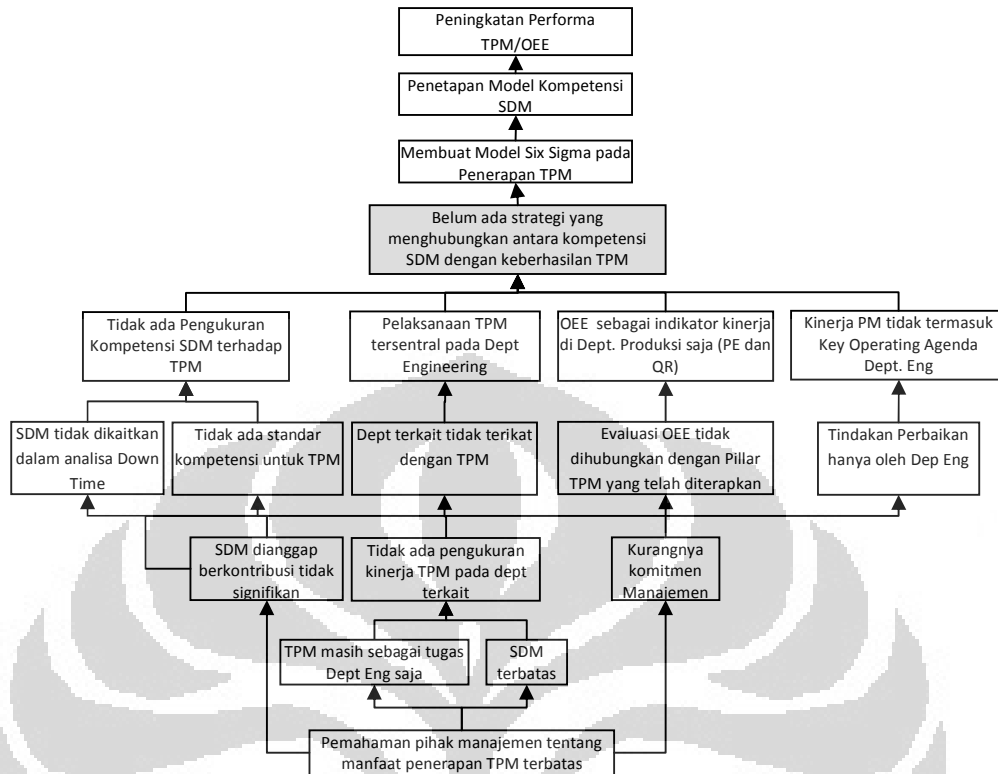 Peningkatan Performa
TPM/OEE
Penetapan Model Kompetensi
SDM
Membuat Model Six Sigma pada
Penerapan TPM
Belum ada strategi yang
menghubungkan antara kompetensi
SDM dengan keberhasilan TPM
Tidak ada Pengukuran
Kompetensi SDM terhadap
TPM
Pelaksanaan TPM
tersentral pada Dept
Engineering
OEE sebagai indikator kinerja
di Dept. Produksi saja (PE dan
QR)
Kinerja PM tidak termasuk
Key Operating Agenda
Dept. Eng
SDM tidak dikaitkan
dalam analisa Down
Time
Tidak ada standar
kompetensi untuk TPM
Dept terkait tidak terikat
dengan TPM
Evaluasi OEE tidak
dihubungkan dengan Pillar
TPM yang telah diterapkan
Tindakan Perbaikan
hanya oleh Dep Eng
SDM dianggap
berkontribusi tidak
signifikan
Tidak ada pengukuran
kinerja TPM pada dept
terkait
Kurangnya
komitmen
Manajemen
TPM masih sebagai tugas
Dept Eng saja
SDM
terbatas
Pemahaman pihak manajemen tentang
manfaat penerapan TPM terbatas